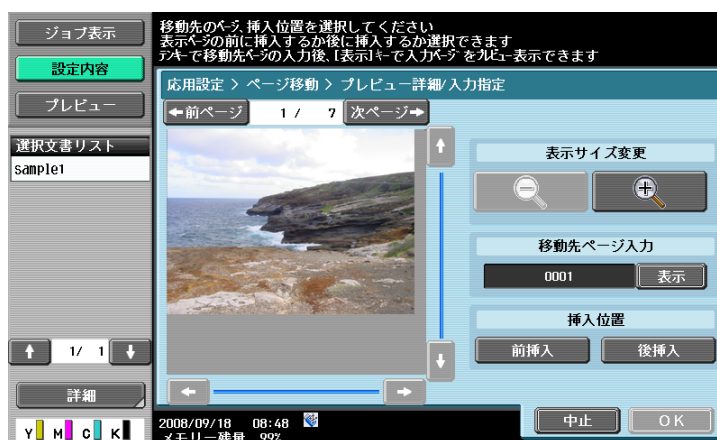 ジョブ表示
設定内容
プレビュー
選択文書リスト
sample1
1/ 1
詳細
Y M C K
移動先のページ、挿入位置を選択してください
表示ページの前に挿入するか後に挿入するか選択できます
テンキーで移動先ページの入力後、[表示]キーで入力ページをプレビュー表示できます
応用設定 > ページ移動 > プレビュー詳細/入力指定
←前ページ 1 / 7 次ページ→
表示サイズ変更
移動先ページ入力
0001 表示
挿入位置
前挿入 後挿入
2008/09/18 08:48
メモリー残量 99%
中止 OK